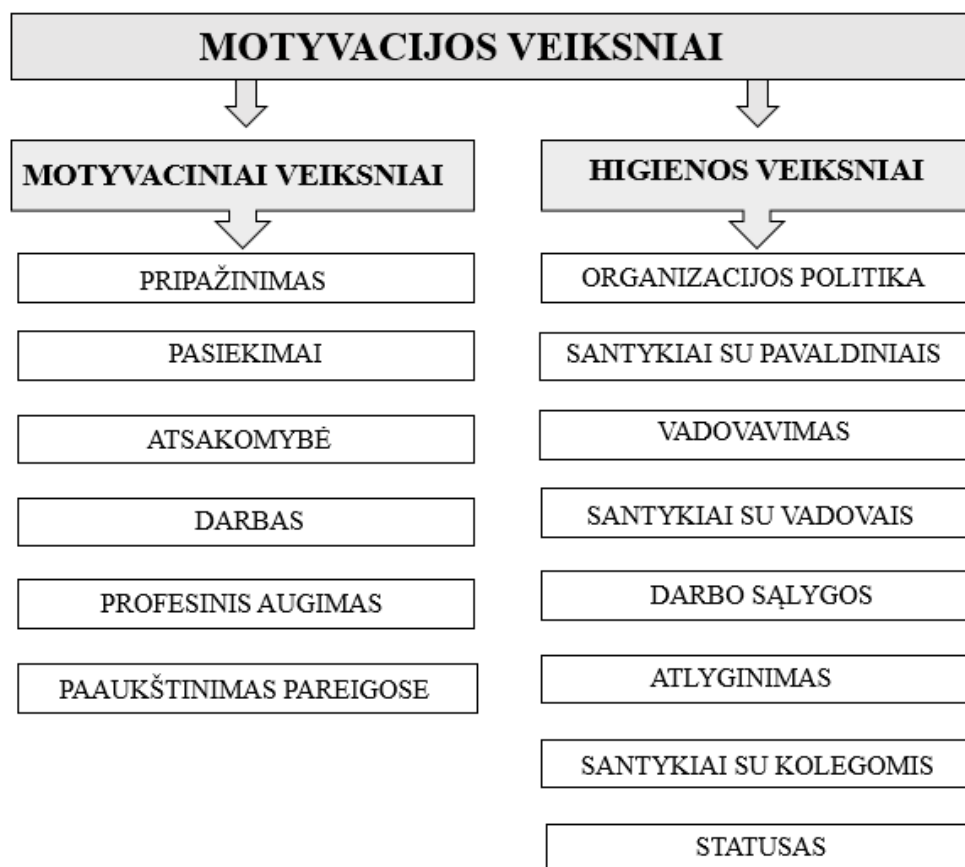 MOTYVACIJOS VEIKSNIAI
MOTYVACINIAI VEIKSNIAI
PRIPAŽINIMAS
PASIEKIMAI
ATSAKOMYBĖ
DARBAS
PROFESINIS AUGIMAS
PAAUKŠTINIMAS PAREIGOSE
HIGIENOS VEIKSNIAI
ORGANIZACIJOS POLITIKA
SANTYKIAI SU PAVALDINIAIS
VADOVAVIMAS
SANTYKIAI SU VADOVAIS
DARBO SĄLYGOS
ATLYGINIMAS
SANTYKIAI SU KOLEGOMIS
STATUSAS